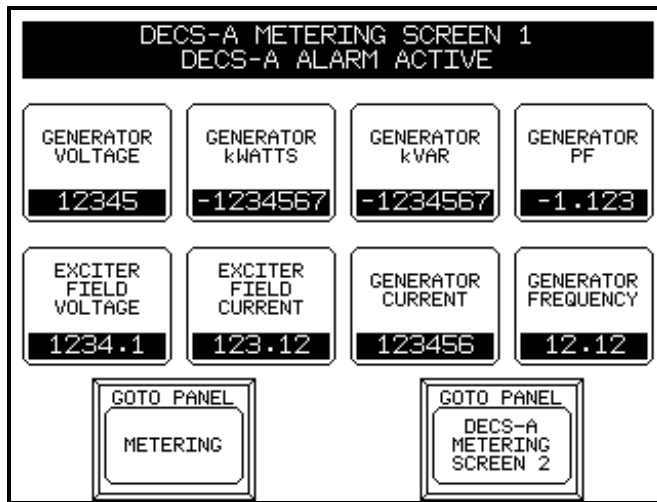 DECS-A METERING SCREEN 1
DECS-A ALARM ACTIVE
GENERATOR
VOLTAGE
12345
GENERATOR
kWATTS
-1234567
GENERATOR
kVAR
-1234567
GENERATOR
PF
-1.123
EXCITER
FIELD
VOLTAGE
1234.1
EXCITER
FIELD
CURRENT
123.12
GENERATOR
CURRENT
123456
GENERATOR
FREQUENCY
12.12
GOTO PANEL
METERING
GOTO PANEL
DECS-A
METERING
SCREEN 2